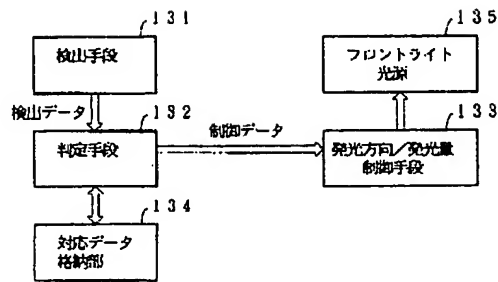 131
検出手段
検出データ
132
判定手段
134
対応データ
格納部
制御データ
135
フロントライト
光源
133
発光方向／発光量
制御手段